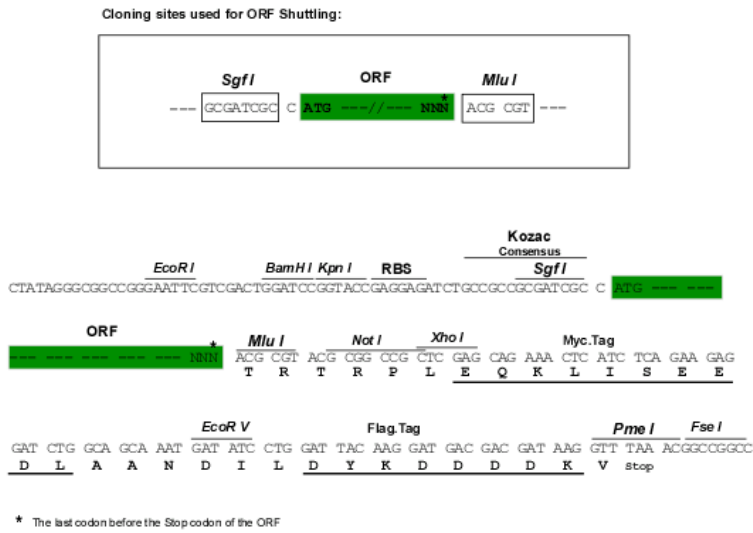 Cloning sites used for ORF Shuttling:
Sgf I ORF Mlu I
--- GCGATCGC C ATG ---//--- NNN* ACG CGT ---
Kozac
Consensus
EcoR I BamH I Kpn I RBS Sgf I
CTATAGGGCGGCCGGGAATTCGTCGACTGGATCCGGTACCGAGGAGATCTGCCGCCGCGATCGC C ATG --- ---
ORF Mlu I Not I Xho I Myc.Tag
--- --- --- --- --- --- NNN* ACG CGT ACG CGG CCG CTC GAG CAG AAA CTC ATC TCA GAA GAG
T R T R P L E Q K L I S E E
EcoR V Flag.Tag Pme I Fse I
GAT CTG GCA GCA AAT GAT ATC CTG GAT TAC AAG GAT GAC GAC GAT AAG GTT TAA ACGGCCGGCC
D L A A N D I L D Y K D D D D K V Stop
* The last codon before the Stop codon of the ORF